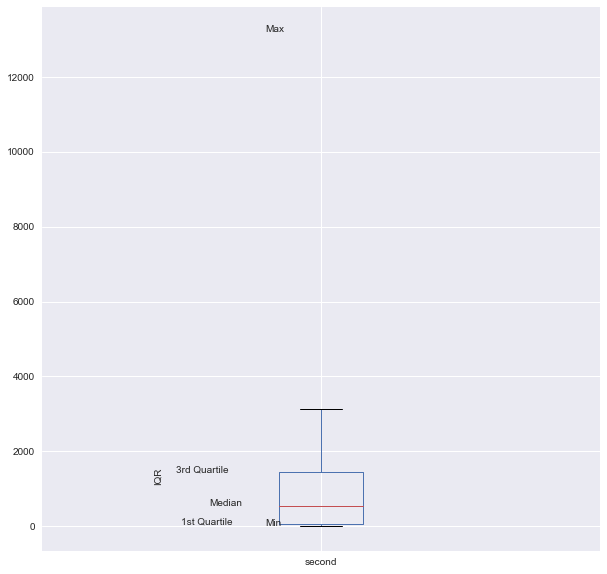 Max
12000
10000
8000
6000
4000
2000
3rd Quartile
IQR
Median
1st Quartile
Min
0
second